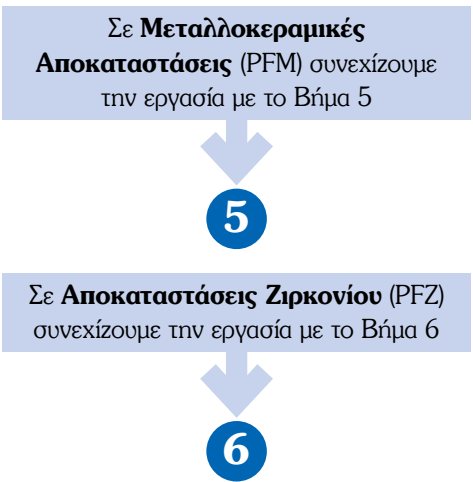 Σε Μεταλλοκεραμικές
Αποκαταστάσεις (PFM) συνεχίζουμε
την εργασία με το Βήμα 5
5
Σε Αποκαταστάσεις Ζιρκονίου (PFZ)
συνεχίζουμε την εργασία με το Βήμα 6
6